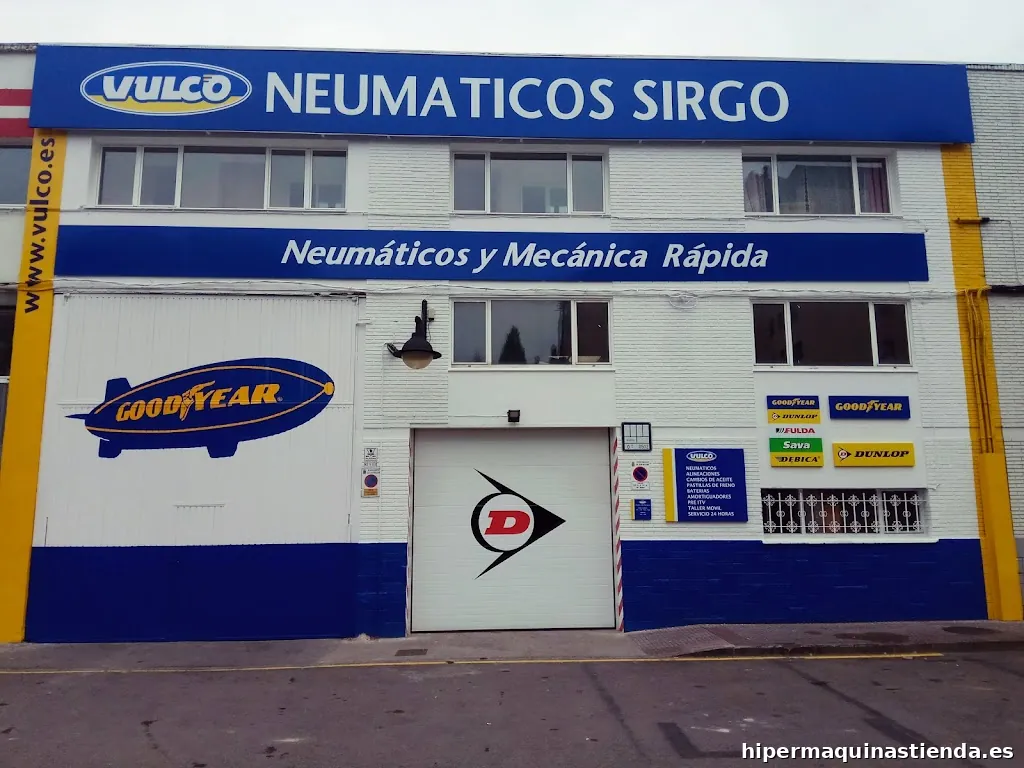 VULCO NEUMATICOS SIRGO
www.vulco.es
Neumáticos y Mecánica Rápida
GOODYEAR
D
VULCO
NEUMATICOS
ALINEACIONES
CAMBIOS DE ACEITE
PASTILLAS DE FRENO
BATERIAS
AMORTIGUADORES
PRE ITV
TALLER MOVIL
SERVICIO 24 HORAS
GOODYEAR
DUNLOP
FULDA
Sava
DEBICA
GOODYEAR
DUNLOP
hipermaquinastienda.es